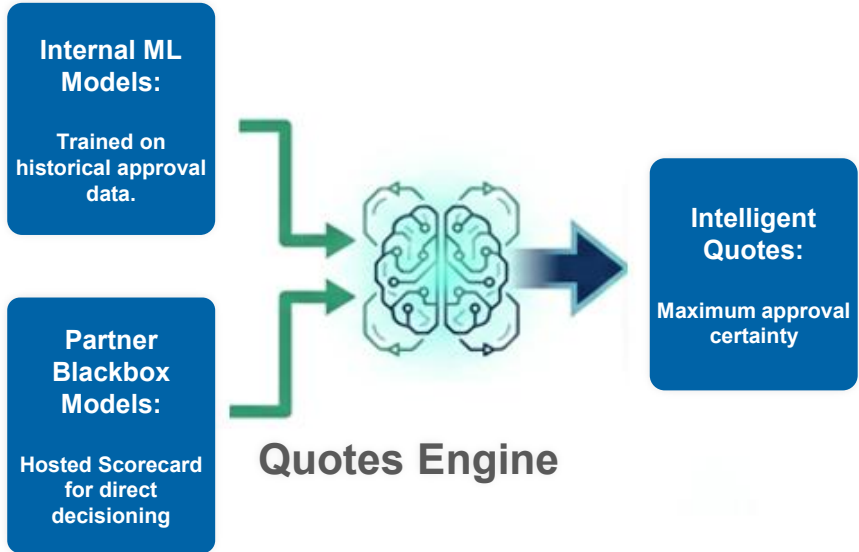 Internal ML
Models:
Trained on
historical approval
data.
Partner
Blackbox
Models:
Hosted Scorecard
for direct
decisioning
Quotes Engine
Intelligent
Quotes:
Maximum approval
certainty